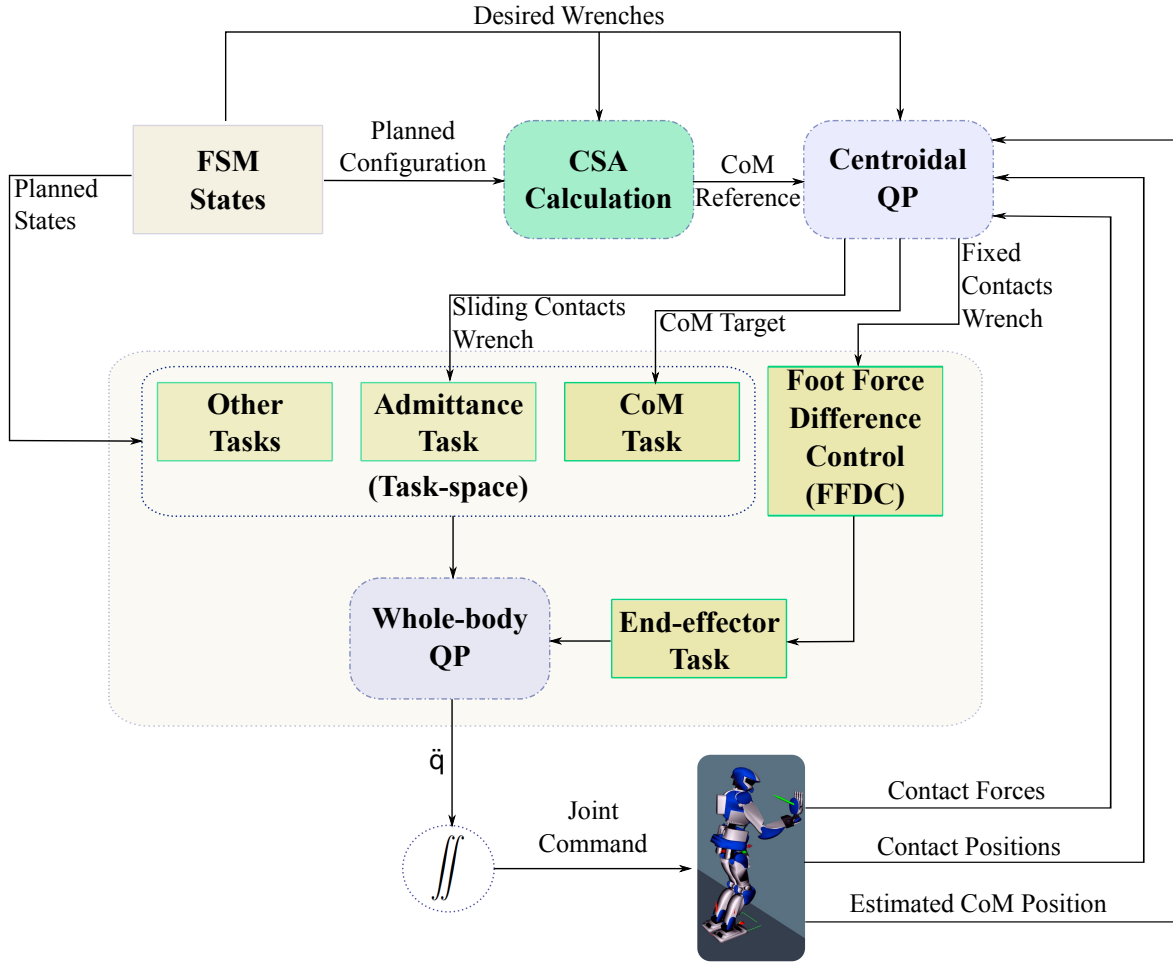 Desired Wrenches
FSM
States
Planned
Configuration
CSA
Calculation
CoM
Reference
Centroidal
QP
Planned
States
Sliding Contacts
Wrench
CoM Target
Fixed
Contacts
Wrench
Other
Tasks
Admittance
Task
CoM
Task
(Task-space)
Foot Force
Difference
Control
(FFDC)
Whole-body
QP
End-effector
Task
q̈
∬
Joint
Command
Contact Forces
Contact Positions
Estimated CoM Position